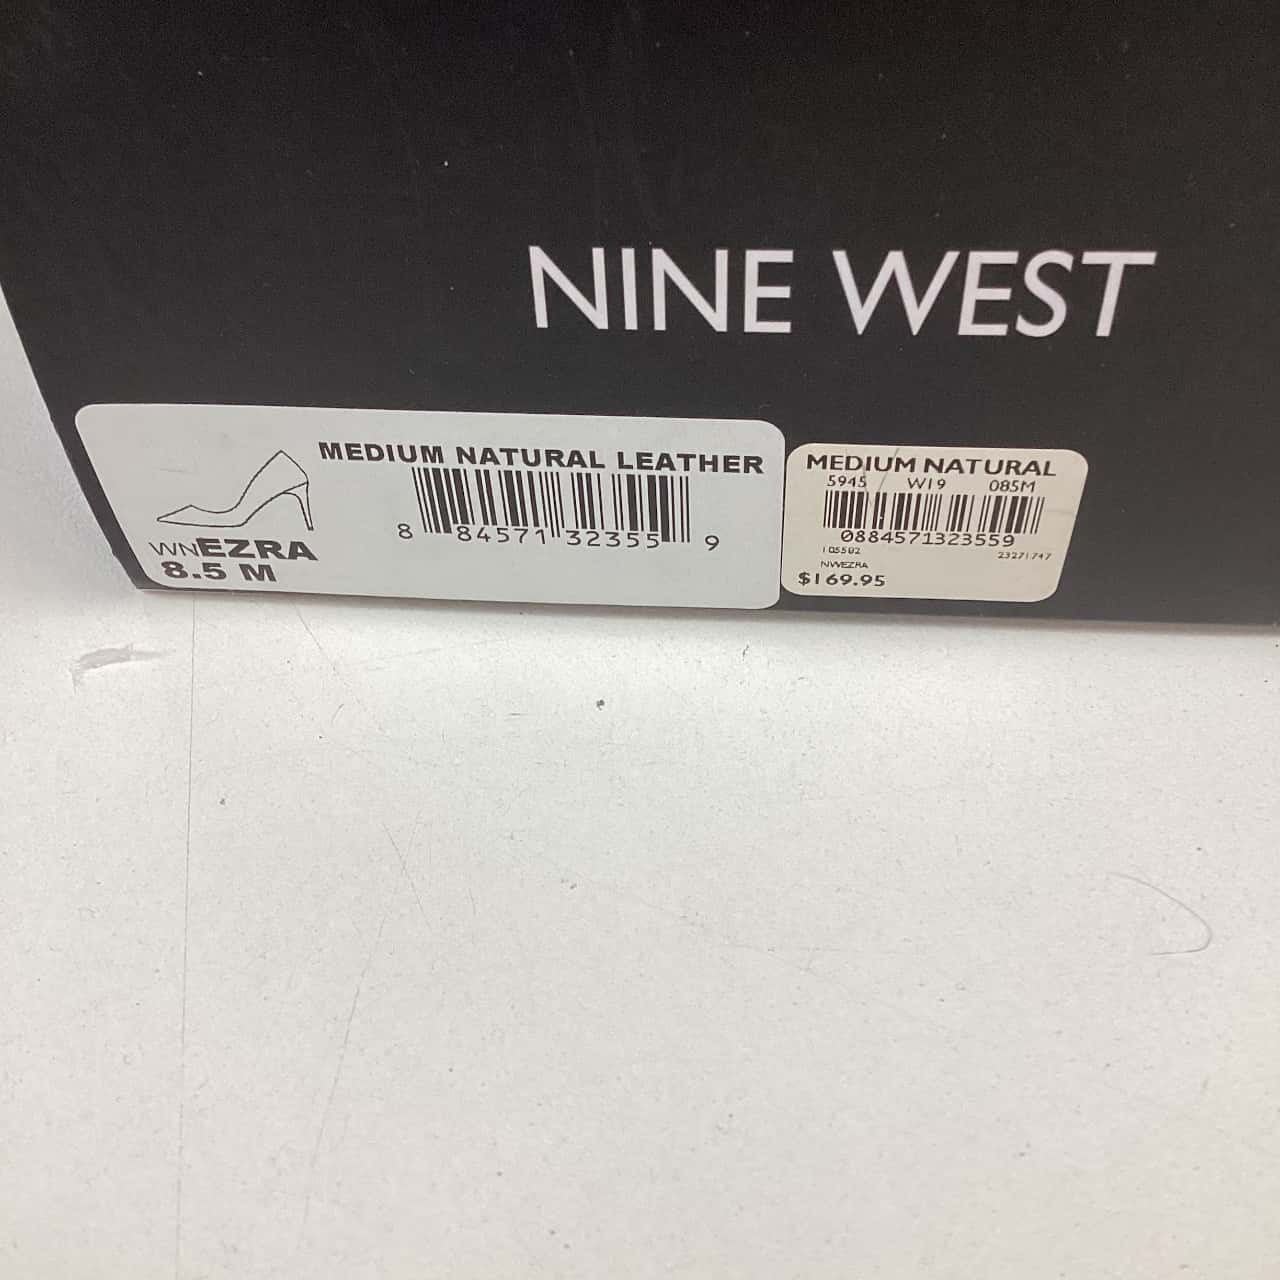 NINE WEST
MEDIUM NATURAL LEATHER
8 84571 32355 9
WNEZRA
8.5 M
MEDIUM NATURAL
5945 W19 085M
0884571323559
105502 23271747
NWEZRA
$169.95